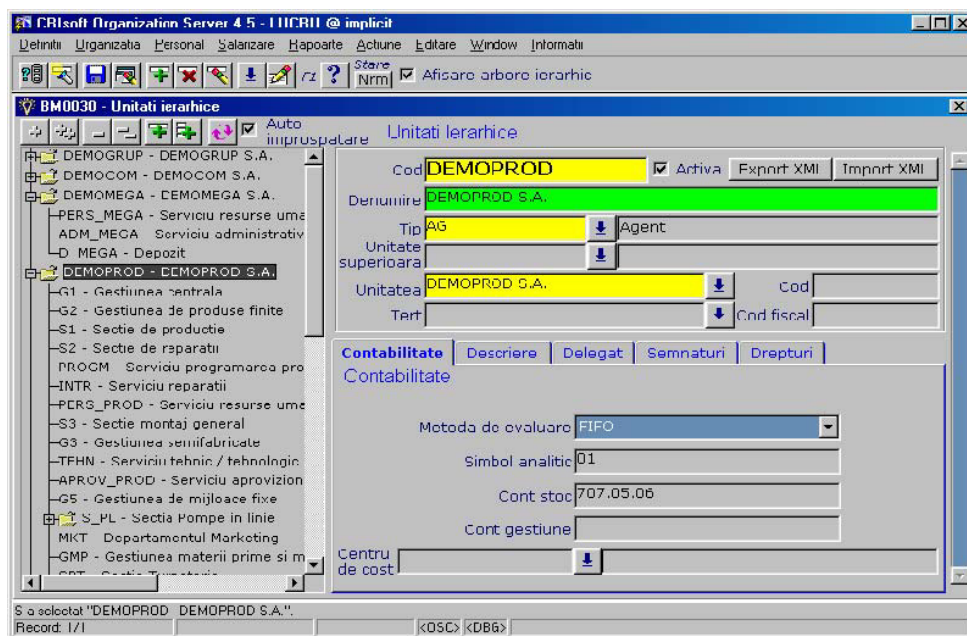 CRIsoft Organization Server 4.5 - LUCRU @ implicit
Definitii Organizatia Personal Salarizare Rapoarte Actiune Editare Window Informatii
Stare
Nrm Afisare arbore ierarhic
BM0030 - Unitati ierarhice
Auto
improspatare Unitati Ierarhice
DEMOGRUP - DEMOGRUP S.A.
DEMOCOM - DEMOCOM S.A.
DEMOMEGA - DEMOMEGA S.A.
PERS_MEGA - Serviciu resurse uma
ADM_MEGA Serviciu administrativ
D_MEGA - Depozit
DEMOPROD - DEMOPROD S.A.
G1 - Gestiunea centrala
G2 - Gestiunea de produse finite
S1 - Sectie de productie
S2 - Sectie de reparatii
PROGM Serviciu programarea pro
INTR - Serviciu reparatii
PERS_PROD - Serviciu resurse ume
S3 - Sectie montaj general
G3 - Gestiunea semifabricate
TEHN - Serviciu tehnic / tehnologic
APROV_PROD - Serviciu aprovizion
G5 - Gestiunea de mijloace fixe
S_PL - Sectia Pompe in linie
MKT Departamentul Marketing
GMP - Gestiunea materii prime si m
Cod DEMOPROD Activa Export XMl Import XMl
Denumire DEMOPROD S.A.
Tip AG Agent
Unitate
superioara
Unitatea DEMOPROD S.A. Cod
Tert Cod fiscal
Contabilitate Descriere Delegat Semnaturi Drepturi
Contabilitate
Metoda de evaluare FIFO
Simbol analitic 01
Cont stoc 707.05.06
Cont gestiune
Centru
de cost
S a selectat "DEMOPROD DEMOPROD S.A.".
Record: 1/1 <OSC> <DBG>